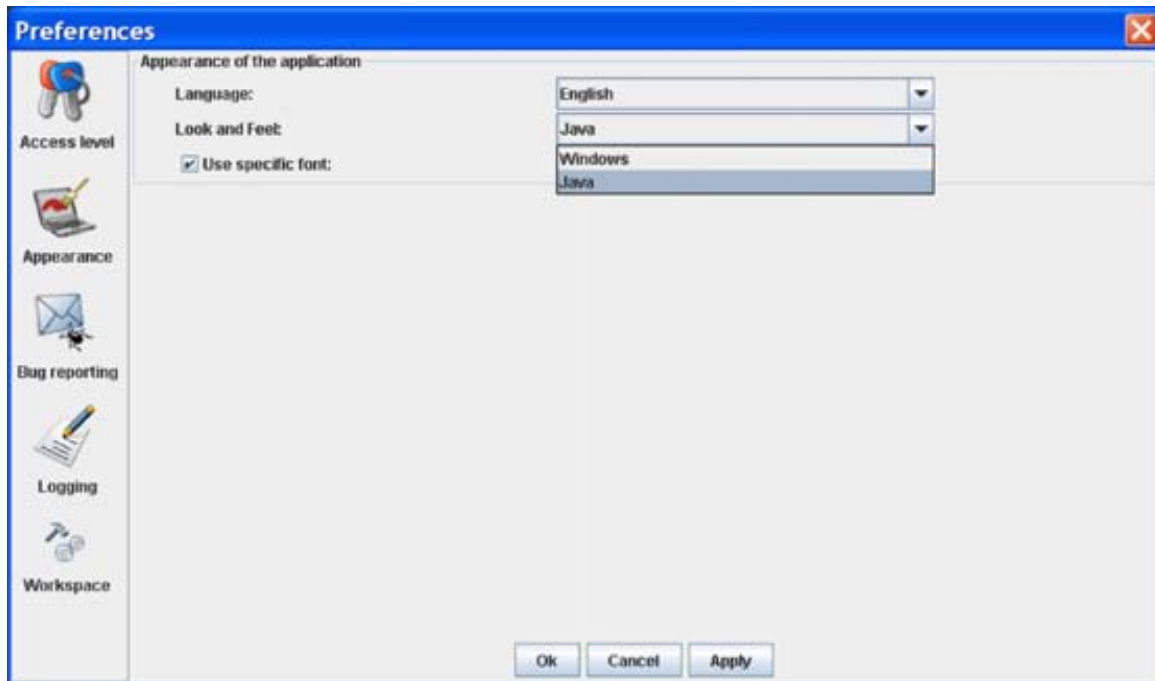 Preferences
Access level
Appearance
Bug reporting
Logging
Workspace
Appearance of the application
Language:
English
Look and Feel:
Java
Use specific font:
Windows
Java
Ok
Cancel
Apply